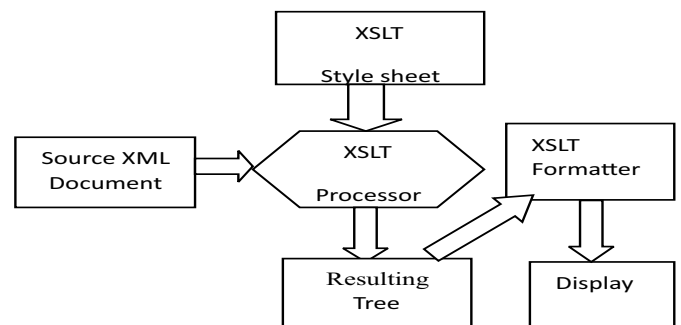 XSLT
Style sheet
Source XML
Document
XSLT
Processor
XSLT
Formatter
Resulting
Tree
Display